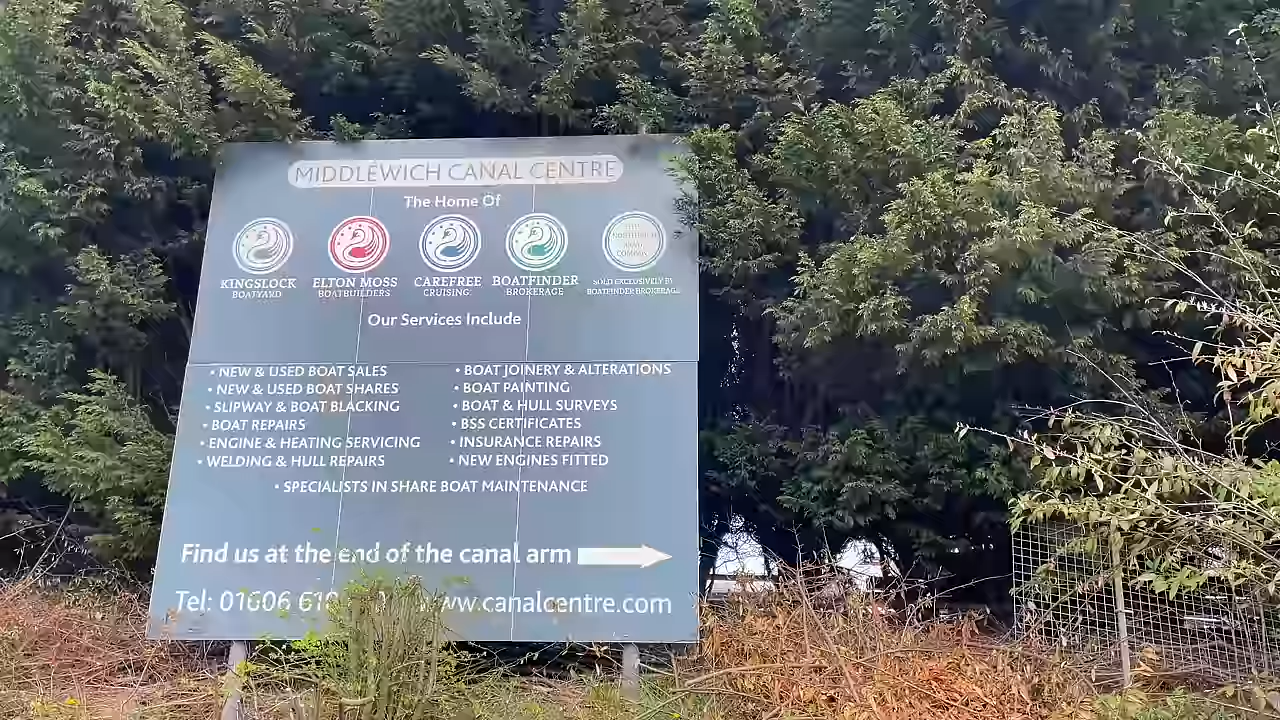 MIDDLEWICH CANAL CENTRE
The Home Of
KINGSLOCK
BOATYARD
ELTON MOSS
BOATBUILDERS
CAREFREE
CRUISING
BOATFINDER
BROKERAGE
SOLD EXCLUSIVELY BY
BOATFINDER BROKERAGE
Our Services Include
• NEW & USED BOAT SALES
• NEW & USED BOAT SHARES
• SLIPWAY & BOAT BLACKING
• BOAT REPAIRS
• ENGINE & HEATING SERVICING
• WELDING & HULL REPAIRS
• BOAT JOINERY & ALTERATIONS
• BOAT PAINTING
• BOAT & HULL SURVEYS
• BSS CERTIFICATES
• INSURANCE REPAIRS
• NEW ENGINES FITTED
• SPECIALISTS IN SHARE BOAT MAINTENANCE
Find us at the end of the canal arm
Tel: 01606 www.canalcentre.com